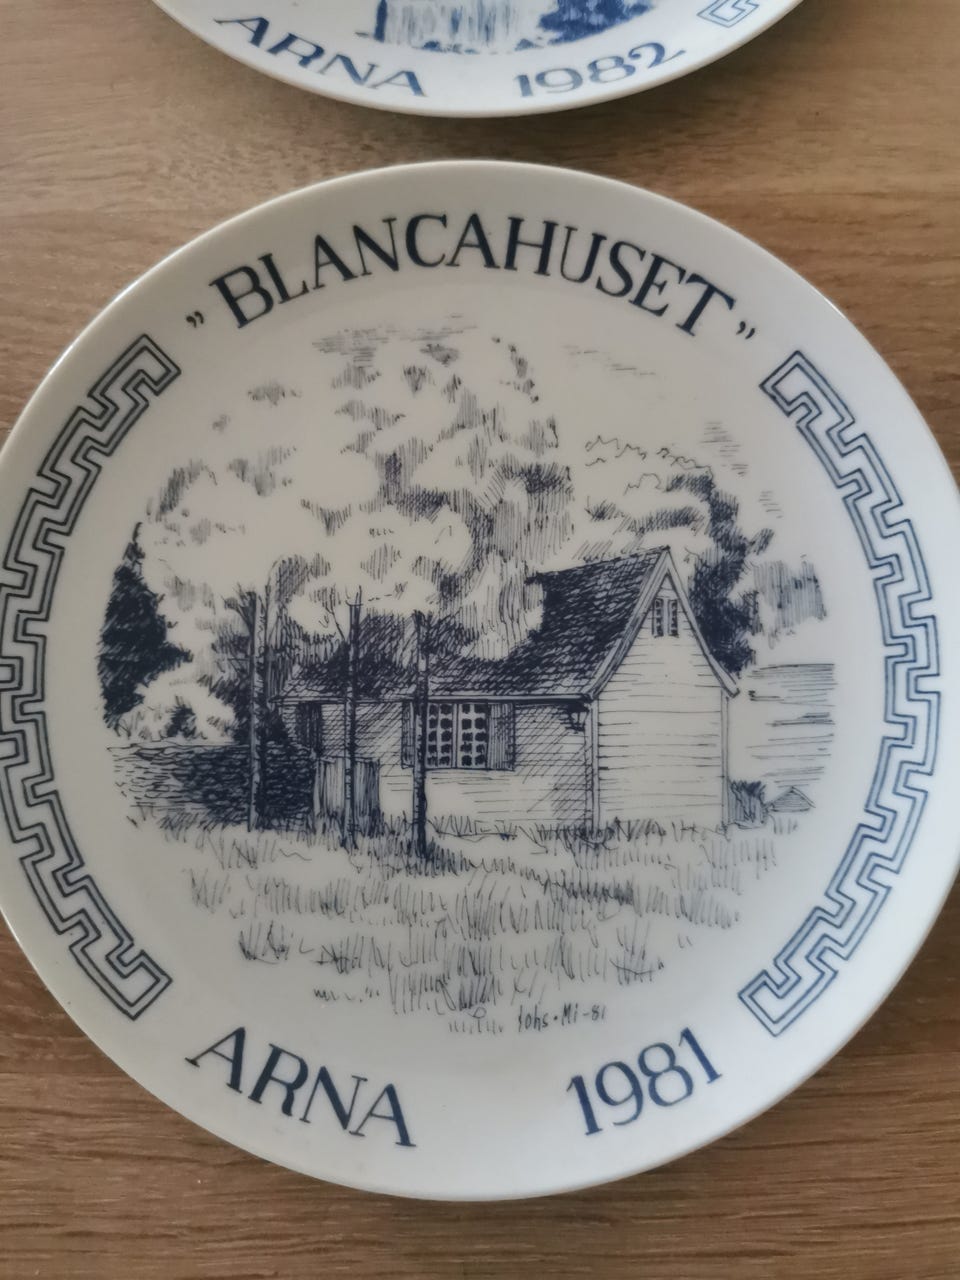 ARNA 1982
„BLANCAHUSET”
Johs·Mi-81
ARNA 1981